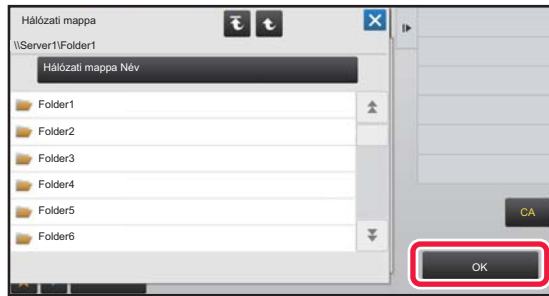 Hálózati mappa
\\Server1\Folder1
Hálózati mappa Név
Folder1
Folder2
Folder3
Folder4
Folder5
Folder6
CA
OK